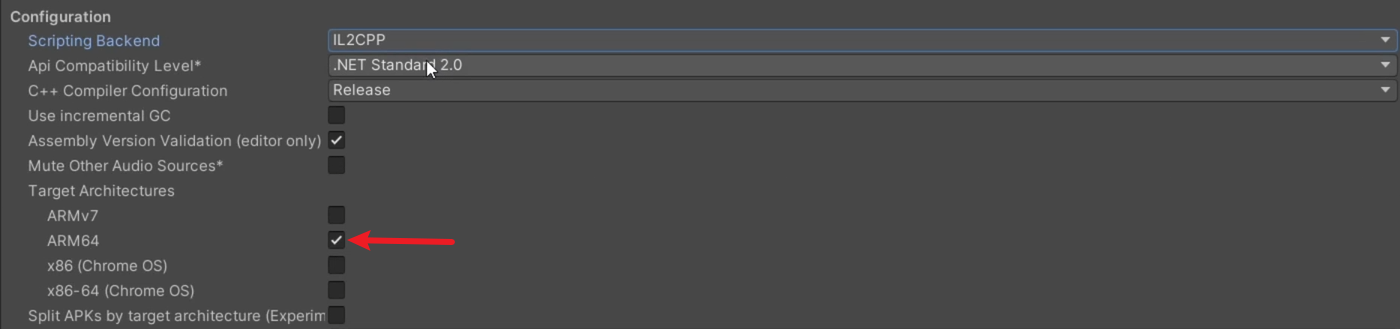 Configuration
Scripting Backend IL2CPP
Api Compatibility Level* .NET Standard 2.0
C++ Compiler Configuration Release
Use incremental GC
Assembly Version Validation (editor only)
Mute Other Audio Sources*
Target Architectures
ARMv7
ARM64
x86 (Chrome OS)
x86-64 (Chrome OS)
Split APKs by target architecture (Experim